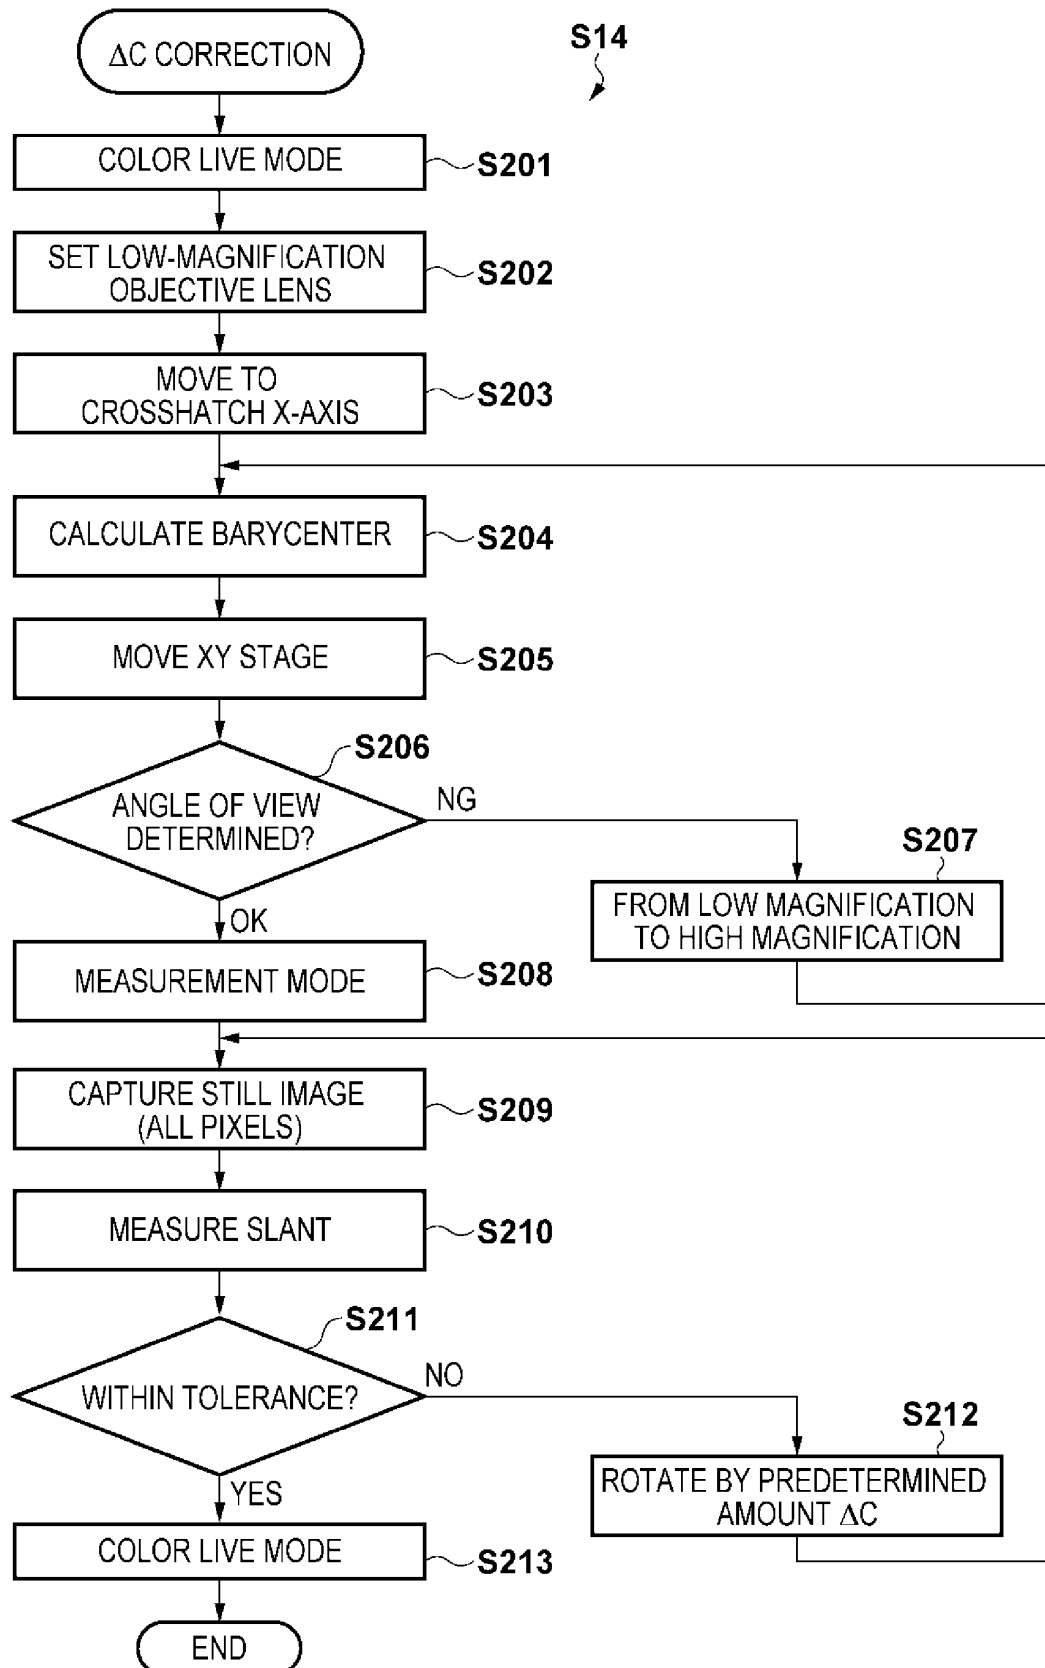 ΔC CORRECTION
S14
COLOR LIVE MODE
S201
SET LOW-MAGNIFICATION
OBJECTIVE LENS
S202
MOVE TO
CROSSHATCH X-AXIS
S203
CALCULATE BARYCENTER
S204
MOVE XY STAGE
S205
S206
ANGLE OF VIEW
DETERMINED?
NG
S207
FROM LOW MAGNIFICATION
TO HIGH MAGNIFICATION
OK
MEASUREMENT MODE
S208
CAPTURE STILL IMAGE
(ALL PIXELS)
S209
MEASURE SLANT
S210
S211
WITHIN TOLERANCE?
NO
S212
ROTATE BY PREDETERMINED
AMOUNT ΔC
YES
COLOR LIVE MODE
S213
END